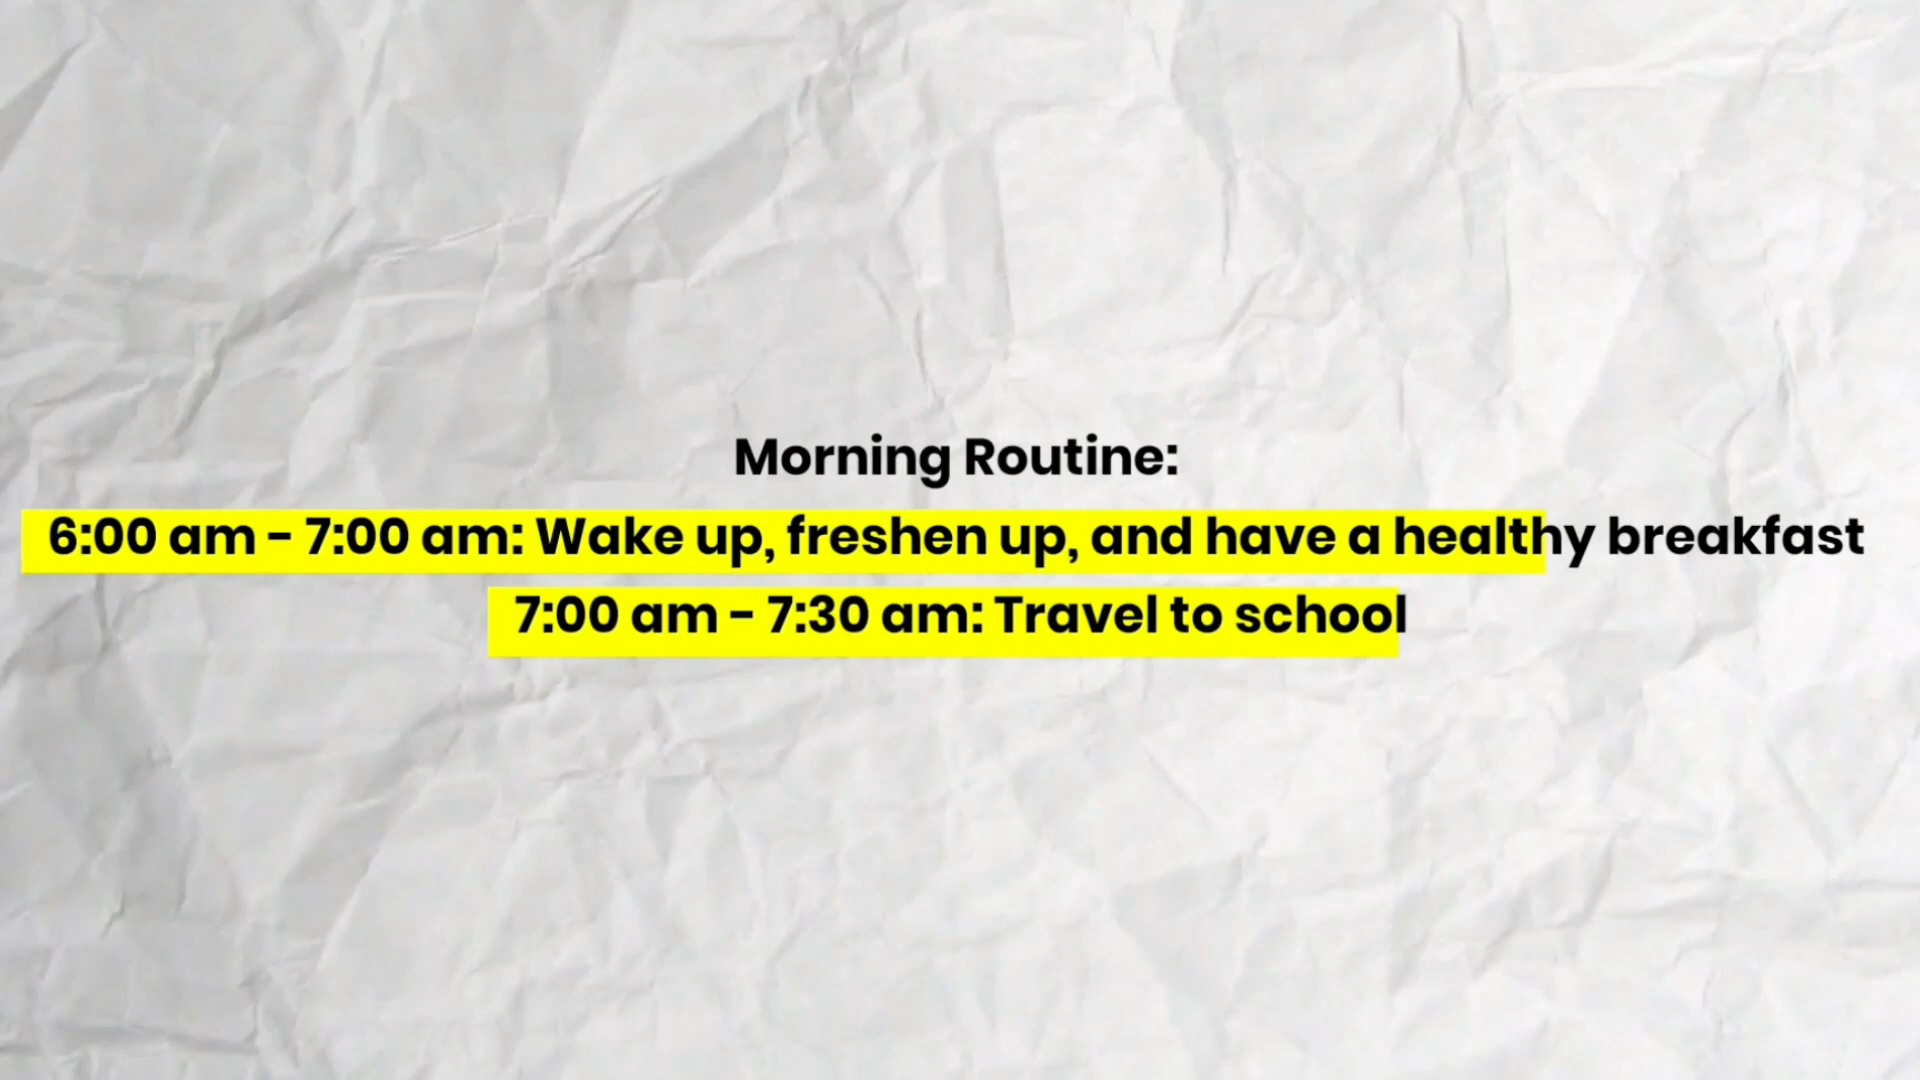 Morning Routine:
6:00 am - 7:00 am: Wake up, freshen up, and have a healthy breakfast
7:00 am - 7:30 am: Travel to school